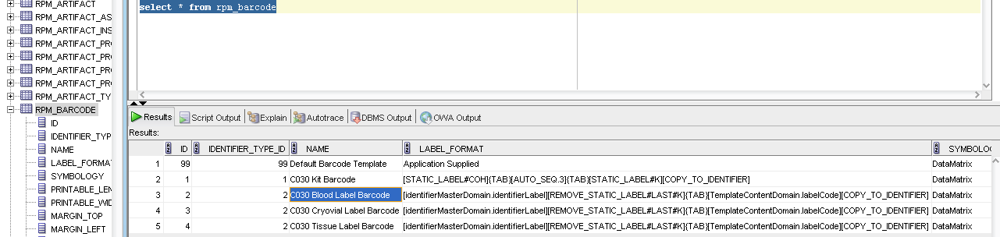 RPM_ARTIFACT
RPM_ARTIFACT_AS
RPM_ARTIFACT_INS
RPM_ARTIFACT_PRO
RPM_ARTIFACT_PRO
RPM_ARTIFACT_PRO
RPM_ARTIFACT_PRO
RPM_ARTIFACT_TY
RPM_BARCODE
ID
IDENTIFIER_TYP
NAME
LABEL_FORMA
SYMBOLOGY
PRINTABLE_LEN
PRINTABLE_WID
MARGIN_TOP
MARGIN_LEFT
select * from rpm_barcode
Results Script Output Explain Autotrace DBMS Output OWA Output
Results:
ID IDENTIFIER_TYPE_ID NAME LABEL_FORMAT SYMBOLOG
1 99 99 Default Barcode Template Application Supplied DataMatrix
2 1 1 C030 Kit Barcode [STATIC_LABEL#COH]{TAB}[AUTO_SEQ.3]{TAB}[STATIC_LABEL#K][COPY_TO_IDENTIFIER] DataMatrix
3 2 2 C030 Blood Label Barcode [identifierMasterDomain.identifierLabel][REMOVE_STATIC_LABEL#LAST#K]{TAB}[TemplateContentDomain.labelCode][COPY_TO_IDENTIFIER] DataMatrix
4 3 2 C030 Cryovial Label Barcode [identifierMasterDomain.identifierLabel][REMOVE_STATIC_LABEL#LAST#K]{TAB}[TemplateContentDomain.labelCode][COPY_TO_IDENTIFIER] DataMatrix
5 4 2 C030 Tissue Label Barcode [identifierMasterDomain.identifierLabel][REMOVE_STATIC_LABEL#LAST#K]{TAB}[TemplateContentDomain.labelCode][COPY_TO_IDENTIFIER] DataMatrix